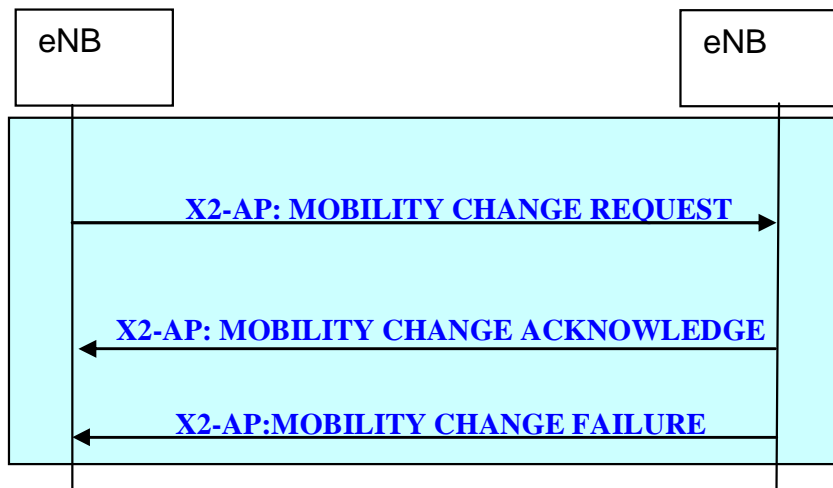 eNB
eNB
X2-AP: MOBILITY CHANGE REQUEST
X2-AP: MOBILITY CHANGE ACKNOWLEDGE
X2-AP:MOBILITY CHANGE FAILURE